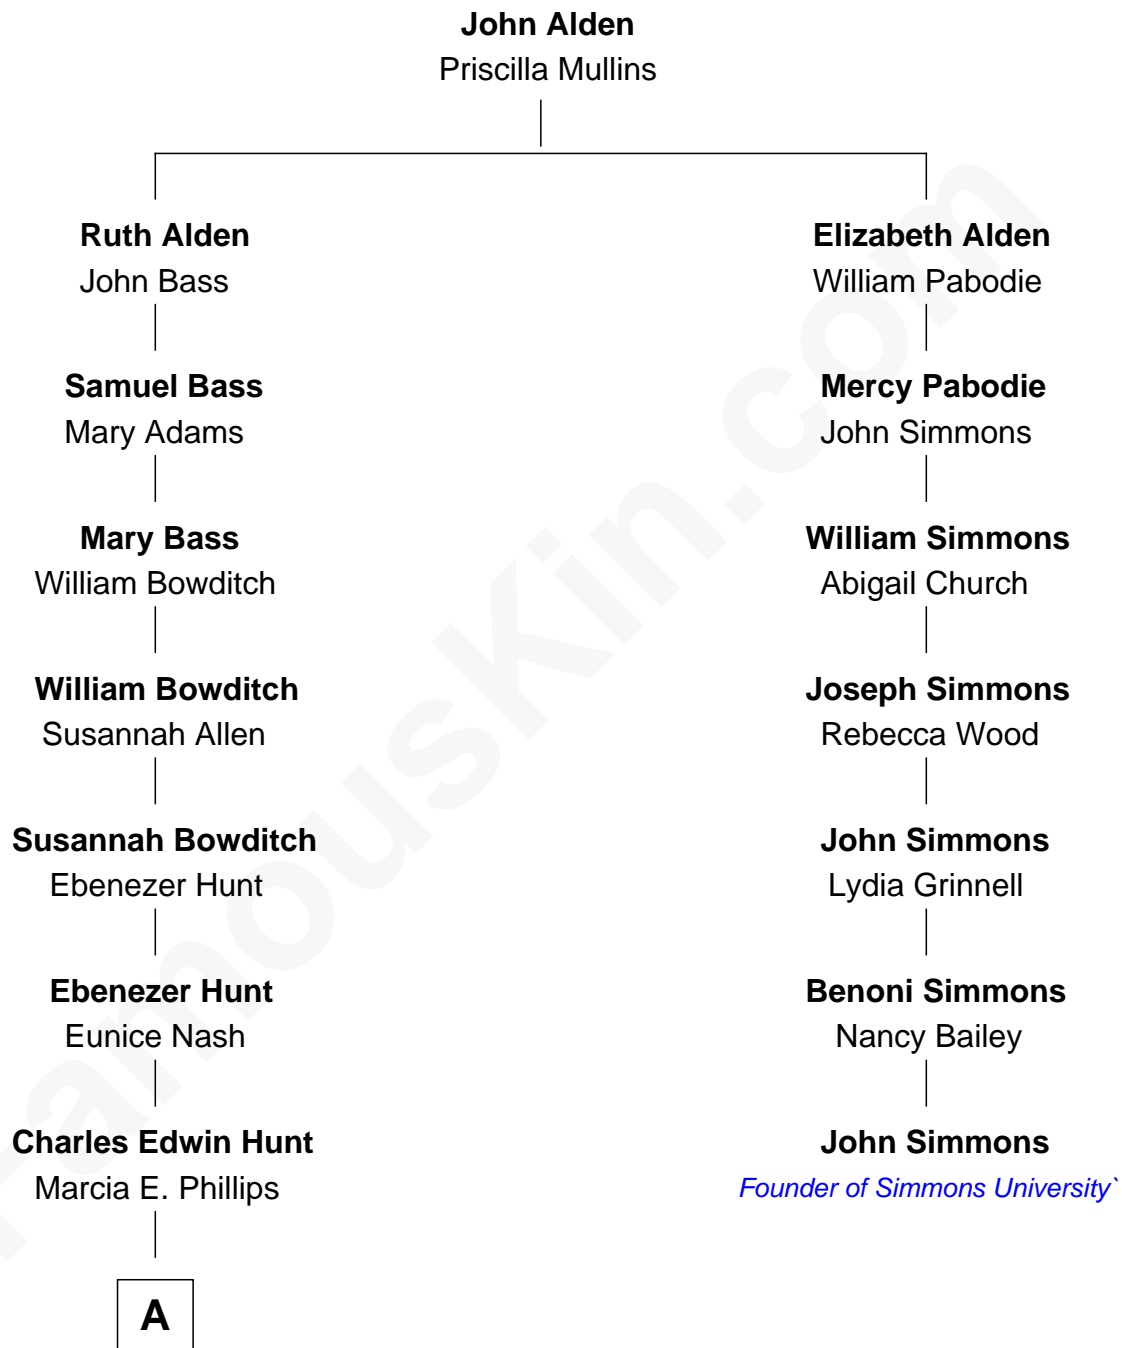 John Alden
Priscilla Mullins
Ruth Alden
John Bass
Elizabeth Alden
William Pabodie
Samuel Bass
Mary Adams
Mercy Pabodie
John Simmons
Mary Bass
William Bowditch
William Simmons
Abigail Church
William Bowditch
Susannah Allen
Joseph Simmons
Rebecca Wood
Susannah Bowditch
Ebenezer Hunt
John Simmons
Lydia Grinnell
Ebenezer Hunt
Eunice Nash
Benoni Simmons
Nancy Bailey
Charles Edwin Hunt
Marcia E. Phillips
John Simmons
Founder of Simmons University`
A
FamousKin.com